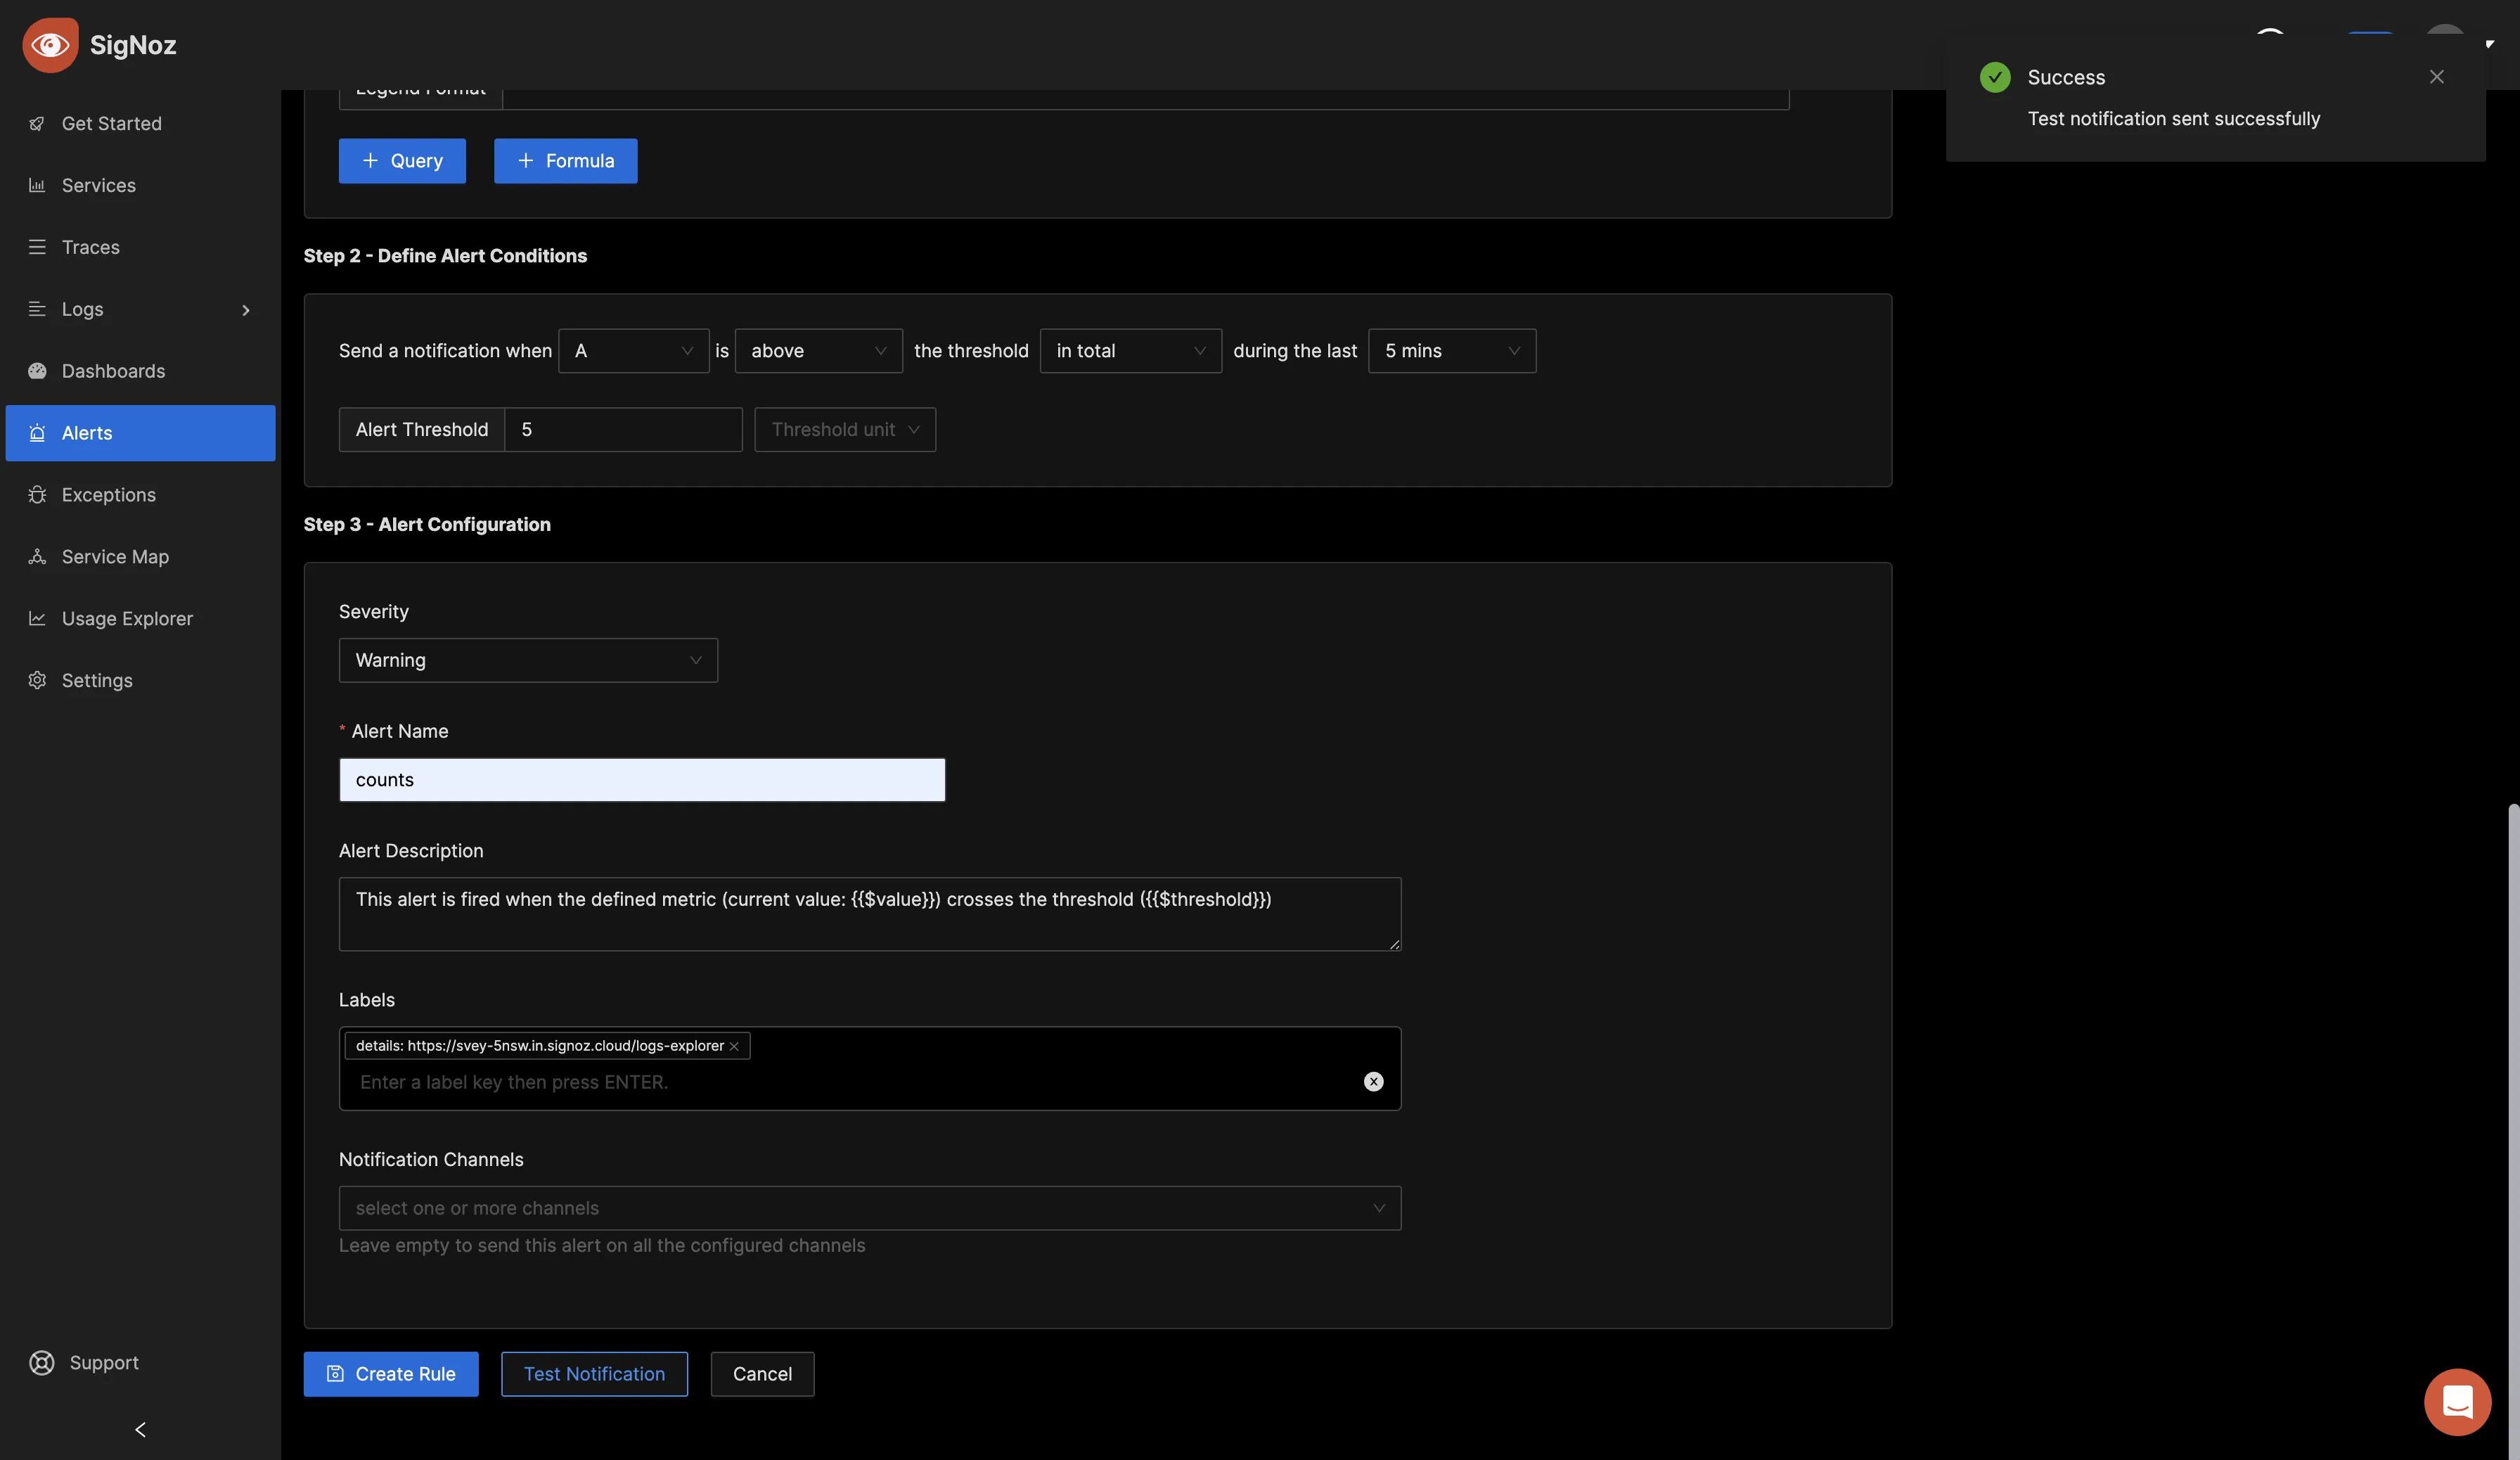 SigNoz
Success
Test notification sent successfully
Get Started
Services
Traces
Logs
Dashboards
Alerts
Exceptions
Service Map
Usage Explorer
Settings
Support
Legend Format
+ Query
+ Formula
Step 2 - Define Alert Conditions
Send a notification when A is above the threshold in total during the last 5 mins
Alert Threshold 5 Threshold unit
Step 3 - Alert Configuration
Severity
Warning
* Alert Name
counts
Alert Description
This alert is fired when the defined metric (current value: {{$value}}) crosses the threshold ({{$threshold}})
Labels
details: https://svey-5nsw.in.signoz.cloud/logs-explorer
Enter a label key then press ENTER.
Notification Channels
select one or more channels
Leave empty to send this alert on all the configured channels
Create Rule
Test Notification
Cancel